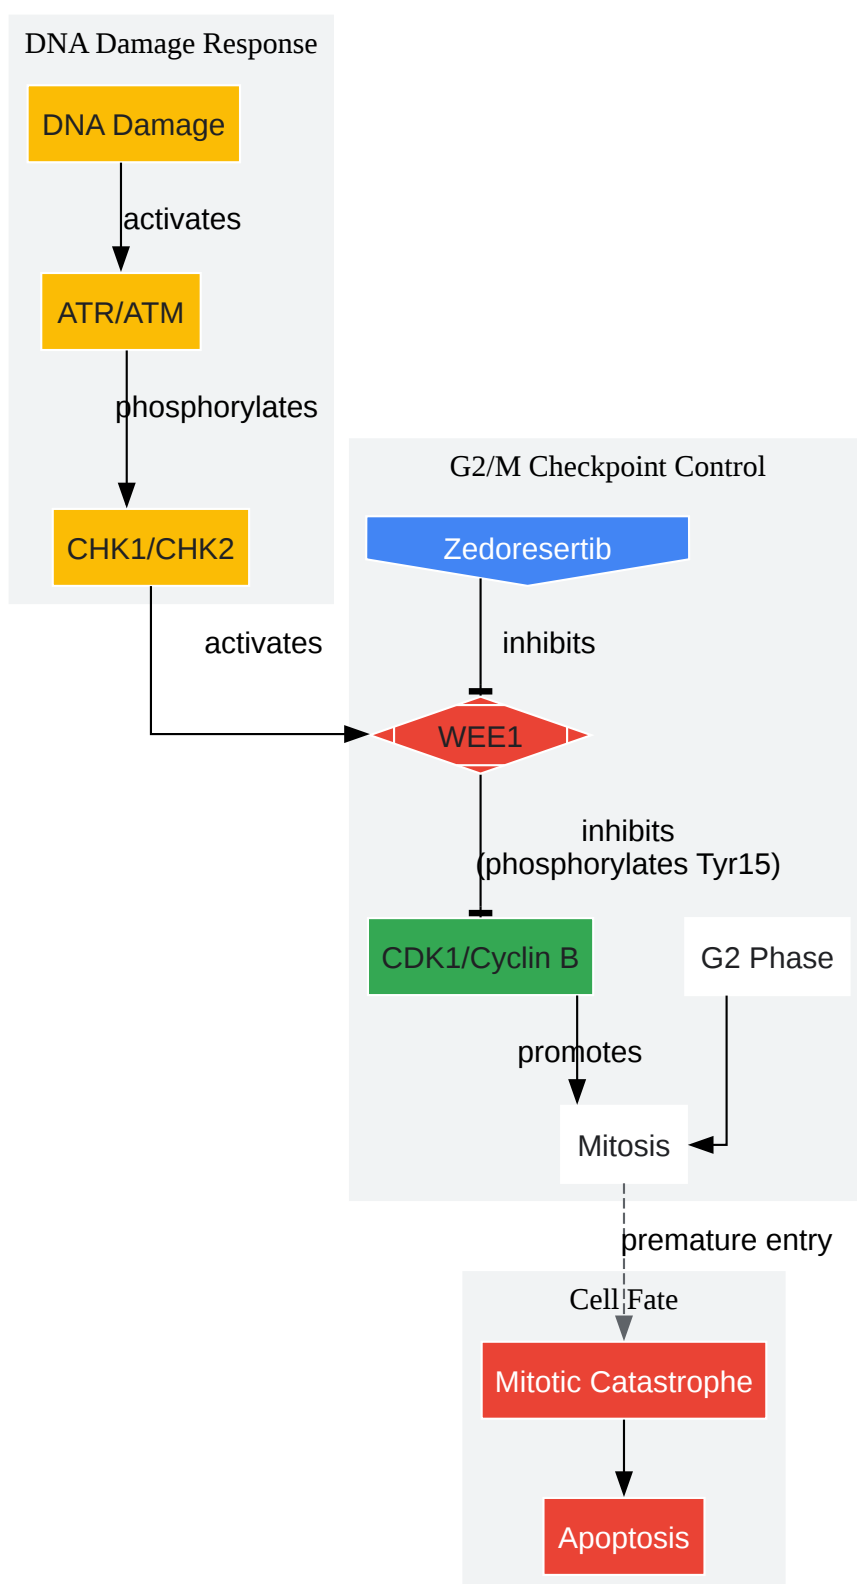 DNA Damage Response
DNA Damage
activates
ATR/ATM
phosphorylates
CHK1/CHK2
activates
G2/M Checkpoint Control
Zedoresertib
inhibits
WEE1
inhibits
(phosphorylates Tyr15)
CDK1/Cyclin B
G2 Phase
promotes
Mitosis
premature entry
Cell Fate
Mitotic Catastrophe
Apoptosis